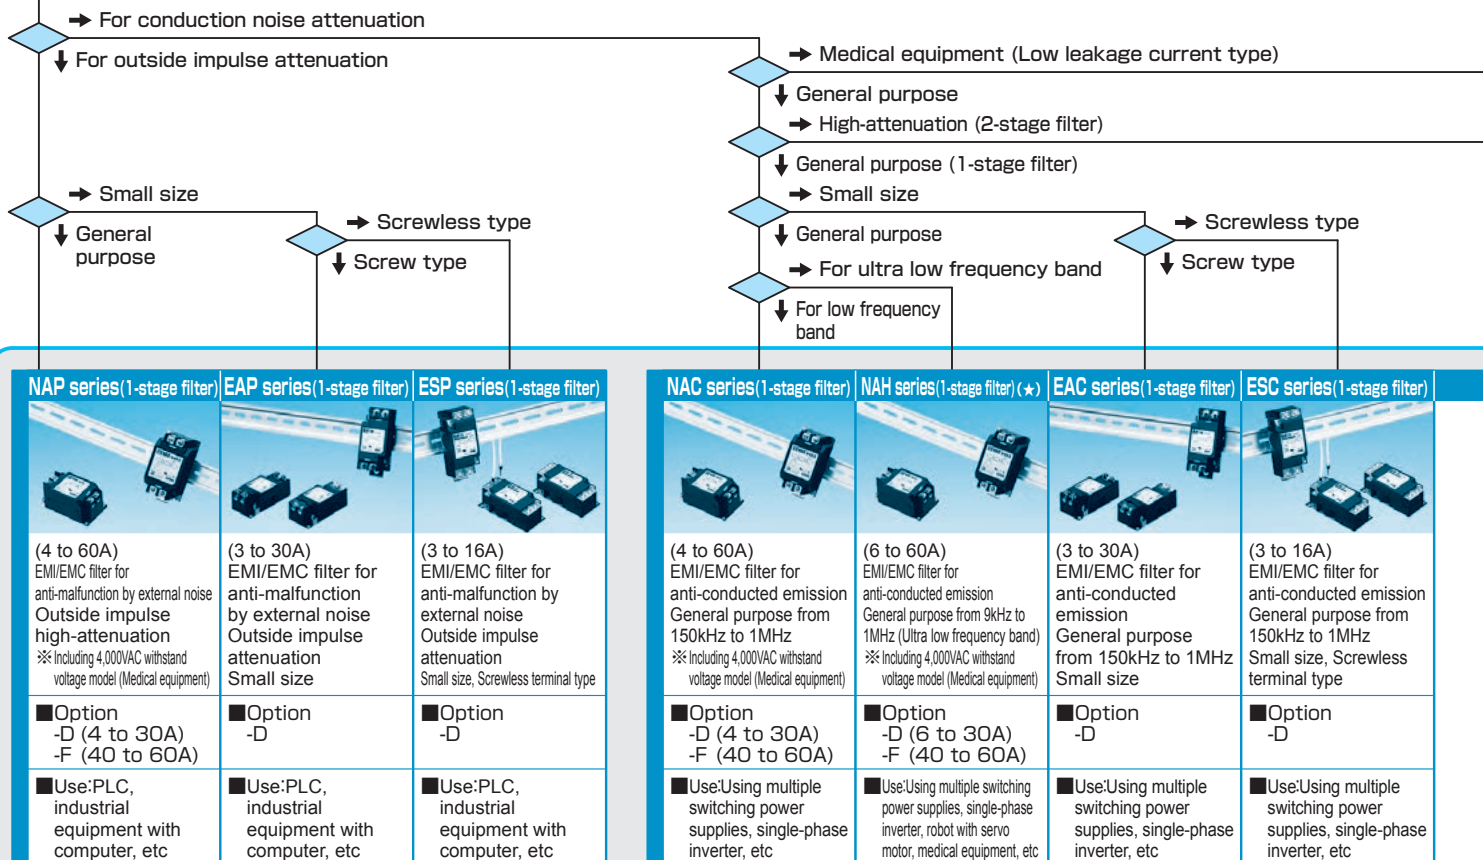 ➔ For conduction noise attenuation
⬇ For outside impulse attenuation
➔ Medical equipment (Low leakage current type)
⬇ General purpose
➔ High-attenuation (2-stage filter)
⬇ General purpose (1-stage filter)
➔ Small size
⬇ General
purpose
➔ Screwless type
⬇ Screw type
➔ Small size
⬇ General purpose
➔ Screwless type
⬇ Screw type
➔ For ultra low frequency band
⬇ For low frequency
band
NAP series(1-stage filter)
(4 to 60A)
EMI/EMC filter for
anti-malfunction by external noise
Outside impulse
high-attenuation
※Including 4,000VAC withstand
voltage model (Medical equipment)
■Option
-D (4 to 30A)
-F (40 to 60A)
■Use:PLC,
industrial
equipment with
computer, etc
EAP series(1-stage filter)
(3 to 30A)
EMI/EMC filter for
anti-malfunction
by external noise
Outside impulse
attenuation
Small size
■Option
-D
■Use:PLC,
industrial
equipment with
computer, etc
ESP series(1-stage filter)
(3 to 16A)
EMI/EMC filter for
anti-malfunction by
external noise
Outside impulse
attenuation
Small size, Screwless terminal type
■Option
-D
■Use:PLC,
industrial
equipment with
computer, etc
NAC series(1-stage filter)
(4 to 60A)
EMI/EMC filter for
anti-conducted emission
General purpose from
150kHz to 1MHz
※Including 4,000VAC withstand
voltage model (Medical equipment)
■Option
-D (4 to 30A)
-F (40 to 60A)
■Use:Using multiple
switching power
supplies, single-phase
inverter, etc
NAH series(1-stage filter)(★)
(6 to 60A)
EMI/EMC filter for
anti-conducted emission
General purpose from 9kHz to
1MHz (Ultra low frequency band)
※Including 4,000VAC withstand
voltage model (Medical equipment)
■Option
-D (6 to 30A)
-F (40 to 60A)
■Use:Using multiple switching
power supplies, single-phase
inverter, robot with servo
motor, medical equipment, etc
EAC series(1-stage filter)
(3 to 30A)
EMI/EMC filter for
anti-conducted
emission
General purpose
from 150kHz to 1MHz
Small size
■Option
-D
■Use:Using multiple
switching power
supplies, single-phase
inverter, etc
ESC series(1-stage filter)
(3 to 16A)
EMI/EMC filter for
anti-conducted emission
General purpose from
150kHz to 1MHz
Small size, Screwless
terminal type
■Option
-D
■Use:Using multiple
switching power
supplies, single-phase
inverter, etc